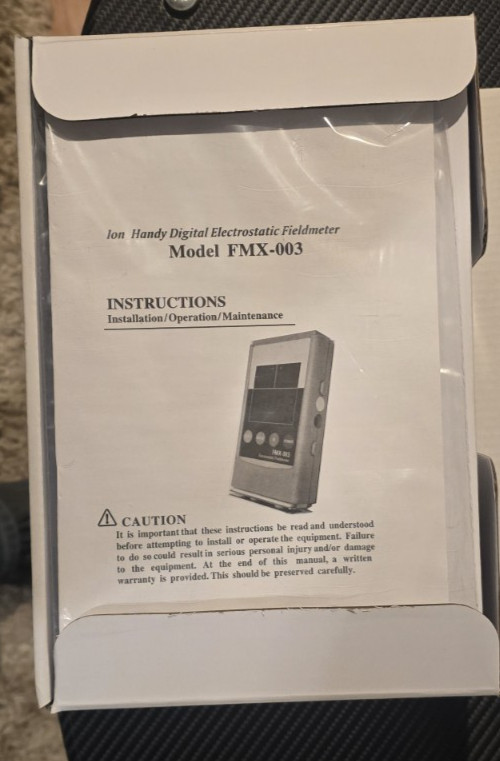 Ion Handy Digital Electrostatic Fieldmeter
Model FMX-003
INSTRUCTIONS
Installation/Operation/Maintenance
FMX-003
⚠ CAUTION
It is important that these instructions be read and understood
before attempting to install or operate the equipment. Failure
to do so could result in serious personal injury and/or damage
to the equipment. At the end of this manual, a written
warranty is provided. This should be preserved carefully.